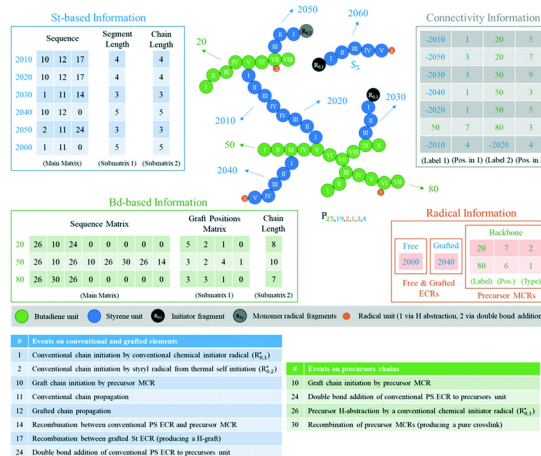 St-based Information
Sequence Segment Length Chain Length
2010 10 12 17 4 4
2020 10 12 17 4 4
2030 1 11 14 3 3
2040 10 12 0 5 5
2050 2 11 24 3 3
2060 1 11 0 5 5
(Main Matrix) (Submatrix 1) (Submatrix 2)
2050
2060
20
S5
2030
2010
2020
50
2040
80
P25,19,2,1,3,4
Connectivity Information
-2010 1 20 5
-2050 3 20 7
-2030 3 50 9
-2040 1 50 3
-2020 1 50 5
50 7 80 3
-2010 4 -2020 4
(Label 1) (Pos. in 1) (Label 2) (Pos. in
Bd-based Information
Sequence Matrix Graft Positions Matrix Chain Length
20 26 10 24 0 0 0 0 5 2 1 0 8
50 26 10 26 10 26 30 26 14 3 2 4 1 10
80 26 30 26 0 0 0 0 3 3 1 0 7
(Main Matrix) (Submatrix 1) (Submatrix 2)
Radical Information
Free Grafted
2060 2040
Free & Grafted ECRs
Backbone
20 7 2
80 6 1
(Label) (Pos.) (Type)
Precursor MCRs
Butadiene unit Styrene unit Initiator fragment Monomer radical fragments Radical unit (1 via H abstraction, 2 via double bond addition
# Events on conventional and grafted elements
1 Conventional chain initiation by conventional chemical initiator radical (R*0,1)
2 Conventional chain initiation by styryl radical from thermal self initiation (R*0,2)
10 Graft chain initiation by precursor MCR
11 Conventional chain propagation
12 Grafted chain propagation
14 Recombination between conventional PS ECR and precursor MCR
17 Recombination between grafted St ECR (producing a H-graft)
24 Double bond addition of conventional PS ECR to precursors unit
# Events on precursors chains
10 Graft chain initiation by precursor MCR
24 Double bond addition of conventional PS ECR to precursors unit
26 Precursor H-abstraction by a conventional chemical initiator radical (R*0,1)
30 Recombination of precursor MCRs (producing a pure crosslink)